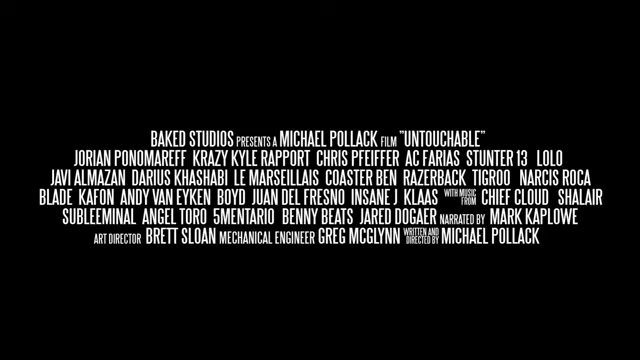 BAKED STUDIOS PRESENTS A MICHAEL POLLACK FILM "UNTOUCHABLE"
JORIAN PONOMAREFF KRAZY KYLE RAPPORT CHRIS PFEIFFER AC FARIAS STUNTER 13 LOLO
JAVI ALMAZAN DARIUS KHASHABI LE MARSEILLAIS COASTER BEN RAZERBACK TIGROO NARCIS ROCA
BLADE KAFON ANDY VAN EYKEN BOYD JUAN DEL FRESNO INSANE J KLAAS WITH MUSIC FROM CHIEF CLOUD SHALAIR
SUBLEEMINAL ANGEL TORO 5MENTARIO BENNY BEATS JARED DOGAER NARRATED BY MARK KAPLOWE
ART DIRECTOR BRETT SLOAN MECHANICAL ENGINEER GREG MCGLYNN WRITTEN AND DIRECTED BY MICHAEL POLLACK